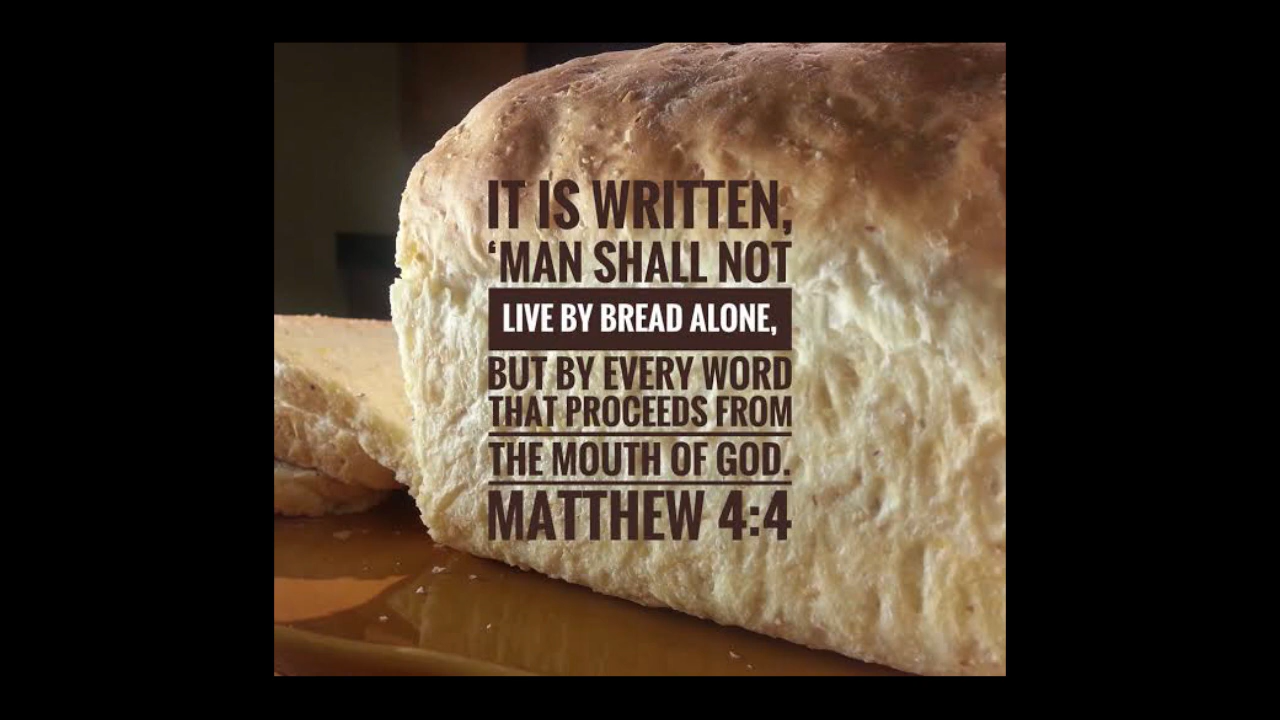 IT IS WRITTEN,
‘MAN SHALL NOT
LIVE BY BREAD ALONE,
BUT BY EVERY WORD
THAT PROCEEDS FROM
THE MOUTH OF GOD.
MATTHEW 4:4